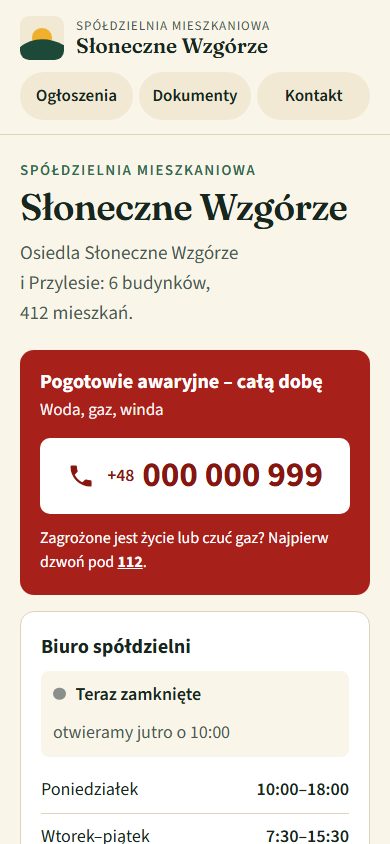 SPÓŁDZIELNIA MIESZKANIOWA
Słoneczne Wzgórze
Ogłoszenia
Dokumenty
Kontakt
SPÓŁDZIELNIA MIESZKANIOWA
Słoneczne Wzgórze
Osiedla Słoneczne Wzgórze
i Przylesie: 6 budynków,
412 mieszkań.
Pogotowie awaryjne – całą dobę
Woda, gaz, winda
+48 000 000 999
Zagrożone jest życie lub czuć gaz? Najpierw
dzwoń pod 112.
Biuro spółdzielni
Teraz zamknięte
otwieramy jutro o 10:00
Poniedziałek 10:00–18:00
Wtorek–piątek 7:30–15:30